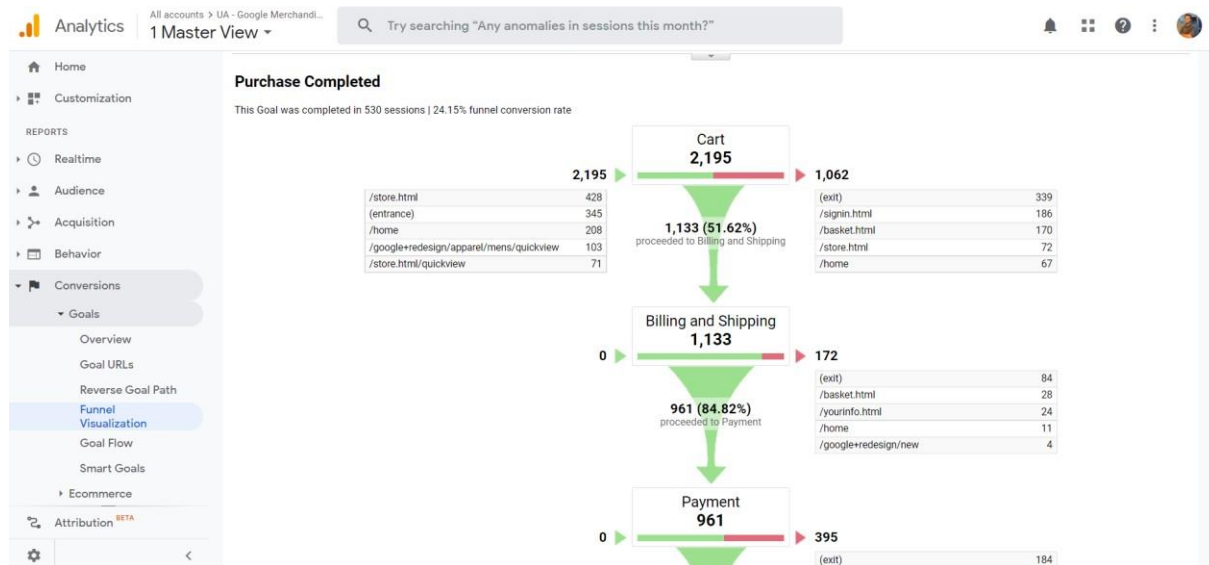 Analytics
All accounts > UA - Google Merchandi...
1 Master View
Try searching "Any anomalies in sessions this month?"
Home
Customization
REPORTS
Realtime
Audience
Acquisition
Behavior
Conversions
Goals
Overview
Goal URLs
Reverse Goal Path
Funnel
Visualization
Goal Flow
Smart Goals
Ecommerce
Attribution BETA
Purchase Completed
This Goal was completed in 530 sessions | 24.15% funnel conversion rate
Cart
2,195
2,195
1,062
/store.html 428
(entrance) 345
/home 208
/google+redesign/apparel/mens/quickview 103
/store.html/quickview 71
1,133 (51.62%)
proceeded to Billing and Shipping
(exit) 339
/signin.html 186
/basket.html 170
/store.html 72
/home 67
Billing and Shipping
1,133
0
172
961 (84.82%)
proceeded to Payment
(exit) 84
/basket.html 28
/yourinfo.html 24
/home 11
/google+redesign/new 4
Payment
961
0
395
(exit) 184